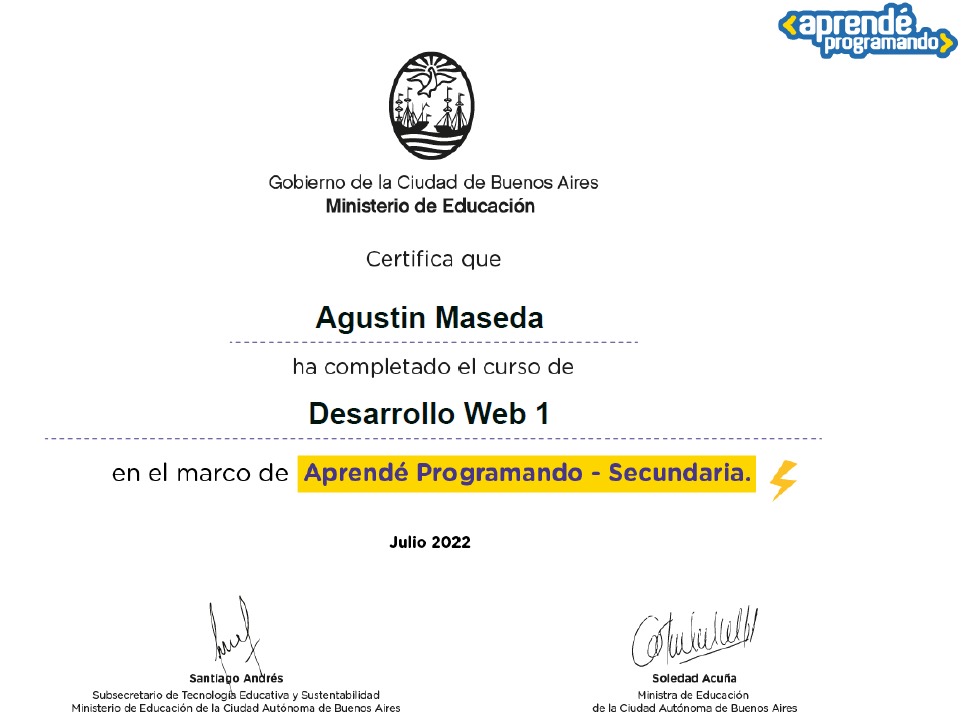 aprendé
programando
Gobierno de la Ciudad de Buenos Aires
Ministerio de Educación
Certifica que
Agustin Maseda
ha completado el curso de
Desarrollo Web 1
en el marco de Aprendé Programando - Secundaria.
Julio 2022
Santiago Andrés
Subsecretario de Tecnología Educativa y Sustentabilidad
Ministerio de Educación de la Ciudad Autónoma de Buenos Aires
Soledad Acuña
Ministra de Educación
de la Ciudad Autónoma de Buenos Aires